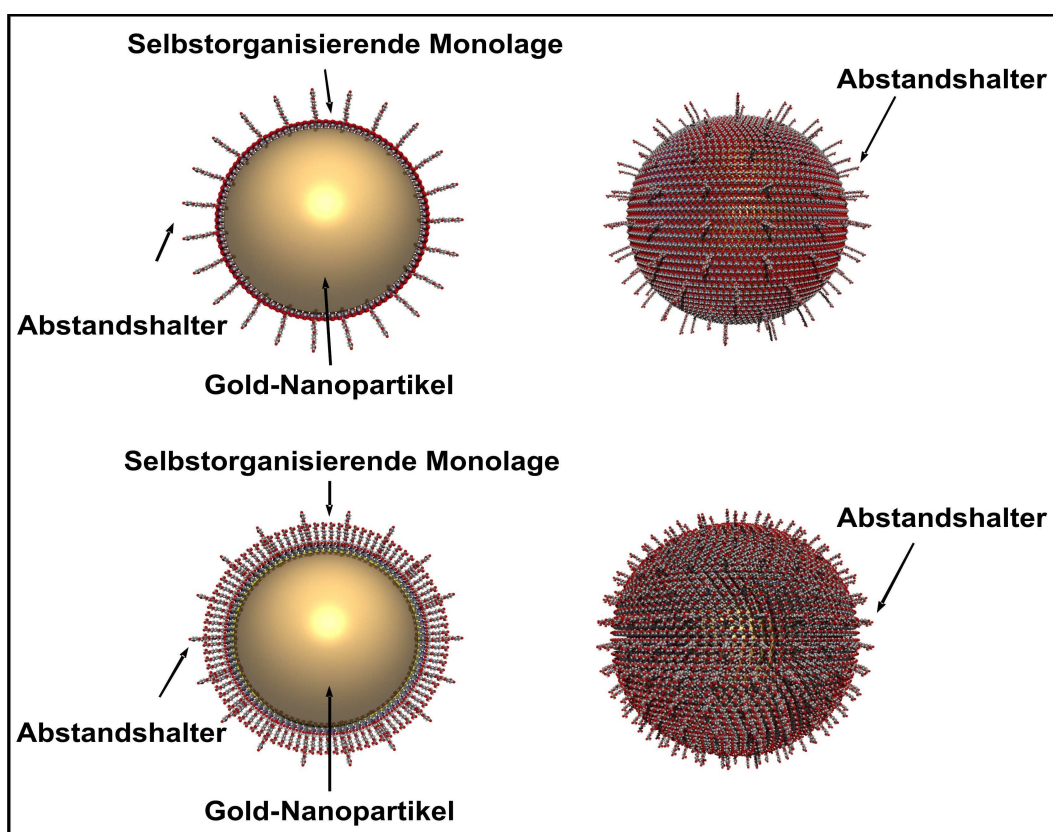 Selbstorganisierende Monolage
Abstandshalter
Abstandshalter
Gold-Nanopartikel
Selbstorganisierende Monolage
Abstandshalter
Abstandshalter
Gold-Nanopartikel